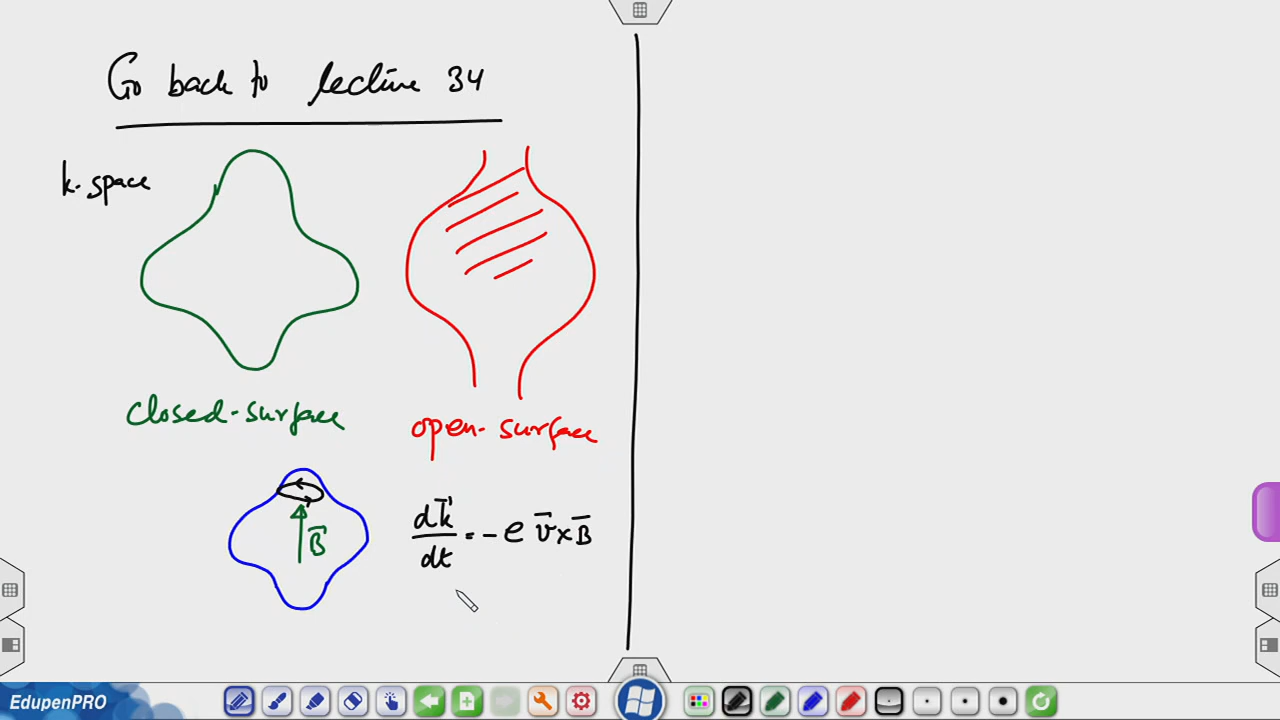 Go back to lecture 34
k-space
closed-surface
open-surface
B̄
dk̄/dt = -e v̄×B̄
EdupenPRO